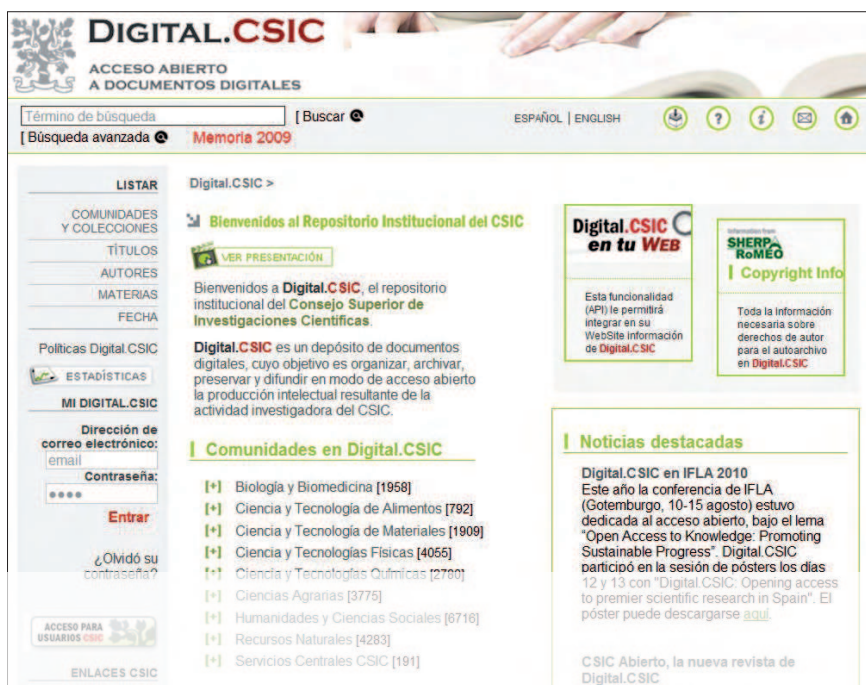 DIGITAL.CSIC
ACCESO ABIERTO
A DOCUMENTOS DIGITALES
Término de búsqueda
[ Buscar
ESPAÑOL | ENGLISH
[ Búsqueda avanzada
Memoria 2009
LISTAR
COMUNIDADES
Y COLECCIONES
TÍTULOS
AUTORES
MATERIAS
FECHA
Políticas Digital.CSIC
ESTADÍSTICAS
MI DIGITAL.CSIC
Dirección de
correo electrónico:
email
Contraseña:
Entrar
¿Olvidó su
contraseña?
ACCESO PARA
USUARIOS CSIC
ENLACES CSIC
Digital.CSIC >
Bienvenidos al Repositorio Institucional del CSIC
VER PRESENTACIÓN
Bienvenidos a Digital.CSIC, el repositorio
institucional del Consejo Superior de
Investigaciones Científicas.
Digital.CSIC es un depósito de documentos
digitales, cuyo objetivo es organizar, archivar,
preservar y difundir en modo de acceso abierto
la producción intelectual resultante de la
actividad investigadora del CSIC.
Comunidades en Digital.CSIC
[+] Biología y Biomedicina [1958]
[+] Ciencia y Tecnología de Alimentos [792]
[+] Ciencia y Tecnología de Materiales [1909]
[+] Ciencia y Tecnologías Físicas [4055]
[+] Ciencia y Tecnologías Químicas [2780]
[+] Ciencias Agrarias [3775]
[+] Humanidades y Ciencias Sociales [6716]
[+] Recursos Naturales [4283]
[+] Servicios Centrales CSIC [191]
Digital.CSIC
en tu WEB
Esta funcionalidad
(API) le permitirá
integrar en su
WebSite información
de Digital.CSIC
Information from
SHERPA
RoMEO
Copyright Info
Toda la información
necesaria sobre
derechos de autor
para el autoarchivo
en Digital.CSIC
Noticias destacadas
Digital.CSIC en IFLA 2010
Este año la conferencia de IFLA
(Gotemburgo, 10-15 agosto) estuvo
dedicada al acceso abierto, bajo el lema
"Open Access to Knowledge: Promoting
Sustainable Progress". Digital.CSIC
participó en la sesión de pósters los días
12 y 13 con "Digital.CSIC: Opening access
to premier scientific research in Spain". El
póster puede descargarse aquí.
CSIC Abierto, la nueva revista de
Digital.CSIC